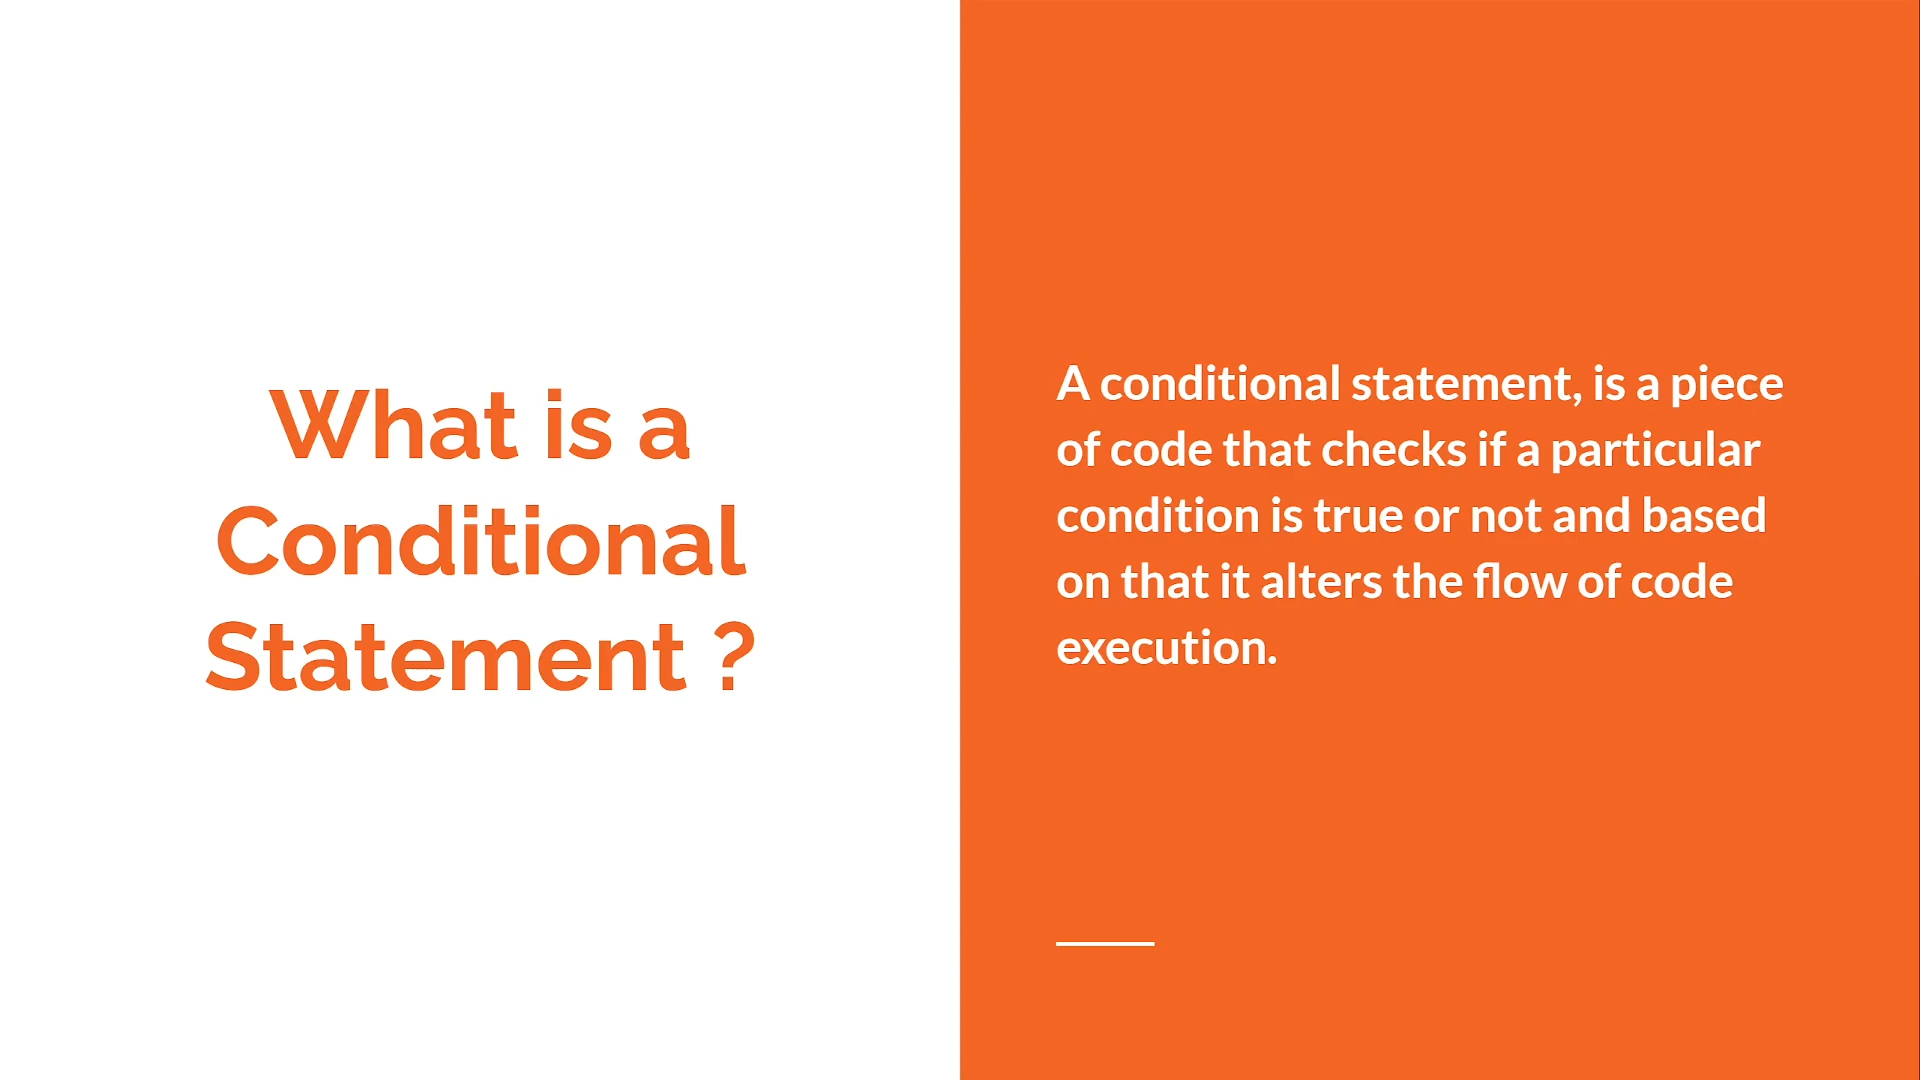 What is a
Conditional
Statement ?
A conditional statement, is a piece
of code that checks if a particular
condition is true or not and based
on that it alters the flow of code
execution.